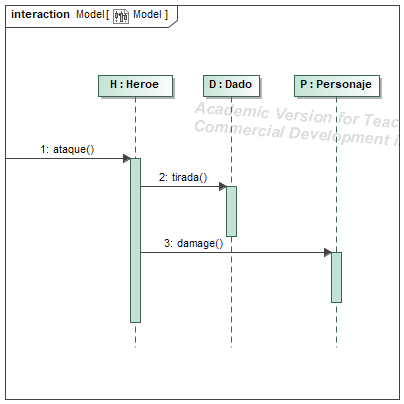 interaction Model[ Model ]
H : Heroe
D : Dado
P : Personaje
Academic Version for Teac
Commercial Development i
1: ataque()
2: tirada()
3: damage()